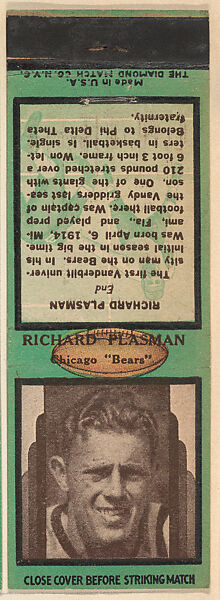 RICHARD PLASMAN
End
The first Vanderbilt univer-
sity man on the Bears. In his
initial season in the big time.
Was born April 6, 1914, Mi-
ami, Fla., and played prep
football there. Was captain of
the Vandy gridders last sea-
son. One of the giants with
210 pounds stretched over a
6 foot 3 inch frame. Won let-
ters in basketball. Is single.
Belongs to Phi Delta Theta
fraternity.
Made in U.S.A.
THE DIAMOND MATCH CO. N.Y.C.
RICHARD PLASMAN
Chicago "Bears"
CLOSE COVER BEFORE STRIKING MATCH